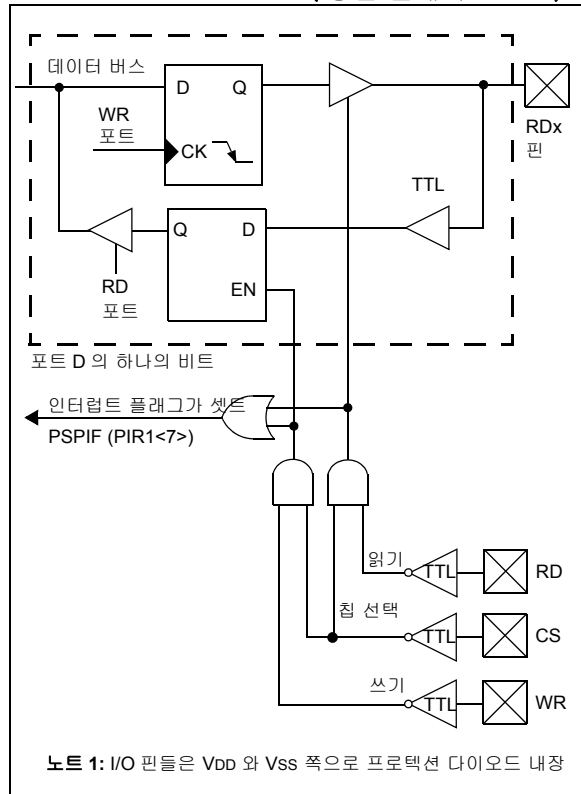 데이터 버스
D Q
WR
포트
CK
RDx
핀
TTL
Q D
RD
포트
EN
포트 D 의 하나의 비트
인터럽트 플래그가 셋트
PSPIF (PIR1<7>)
읽기
TTL
RD
칩 선택
TTL
CS
쓰기
TTL
WR
노트 1: I/O 핀들은 VDD 와 VSS 쪽으로 프로텍션 다이오드 내장